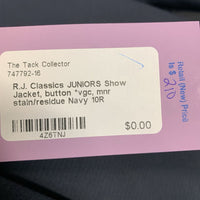 The Tack Collector
747792-16
R.J. Classics JUNIORS Show
Jacket, button *vgc, mnr
stain/residue Navy 10R
4Z6TNJ
$0.00
Retail (New) Price
is $ 210